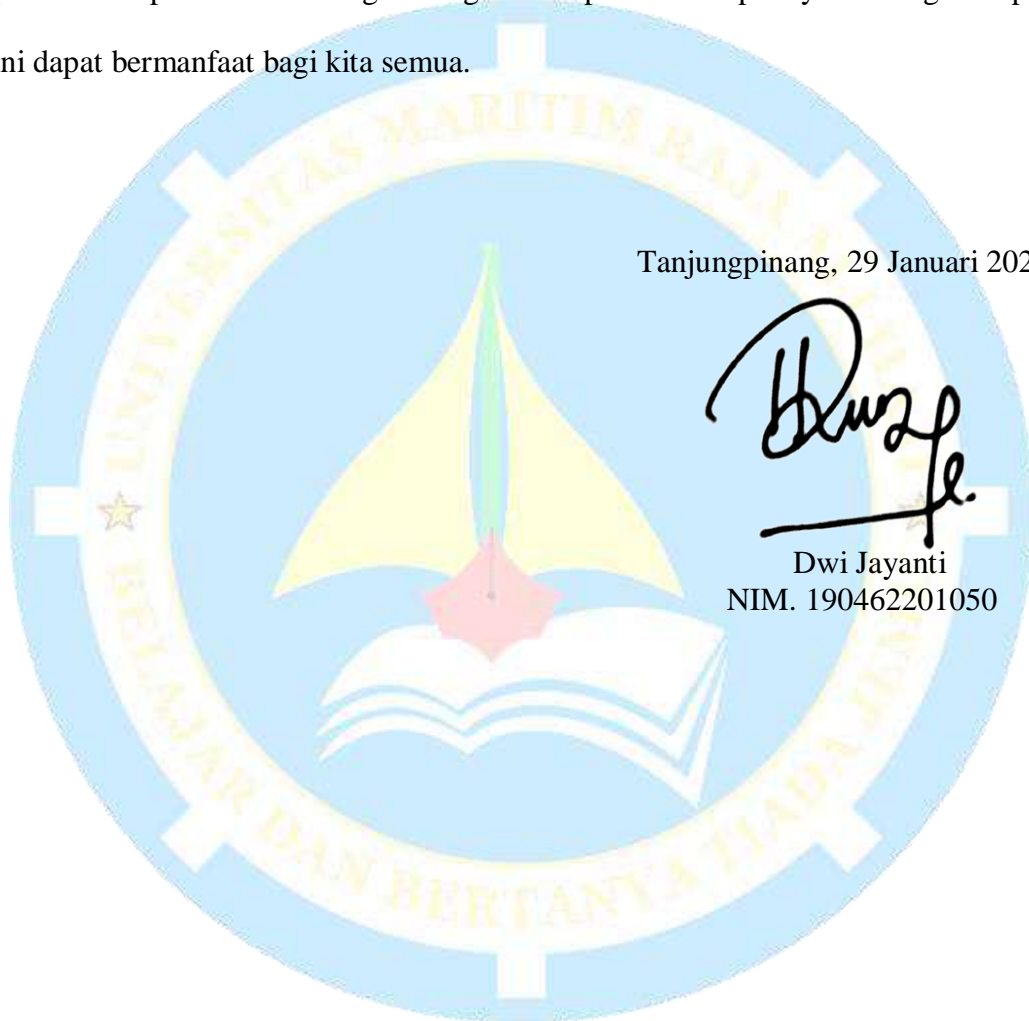 ni dapat bermanfaat bagi kita semua.
UNIVERSITAS MARITIM RAJA
Tanjungpinang, 29 Januari 202
Dwi Jayanti
NIM. 190462201050
BELAJAR DAN BERTANYA TIADA